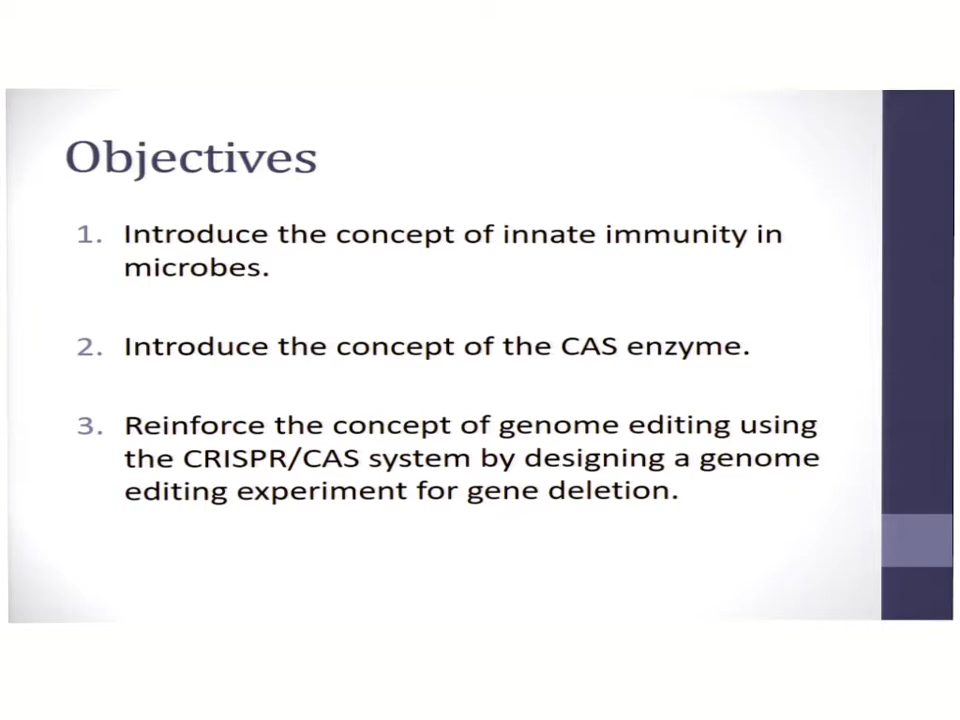 Objectives
1. Introduce the concept of innate immunity in
microbes.
2. Introduce the concept of the CAS enzyme.
3. Reinforce the concept of genome editing using
the CRISPR/CAS system by designing a genome
editing experiment for gene deletion.